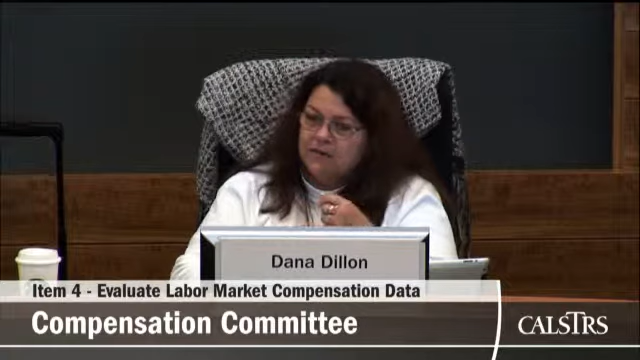 Dana Dillon
Item 4 - Evaluate Labor Market Compensation Data
Compensation Committee
CALSTRS